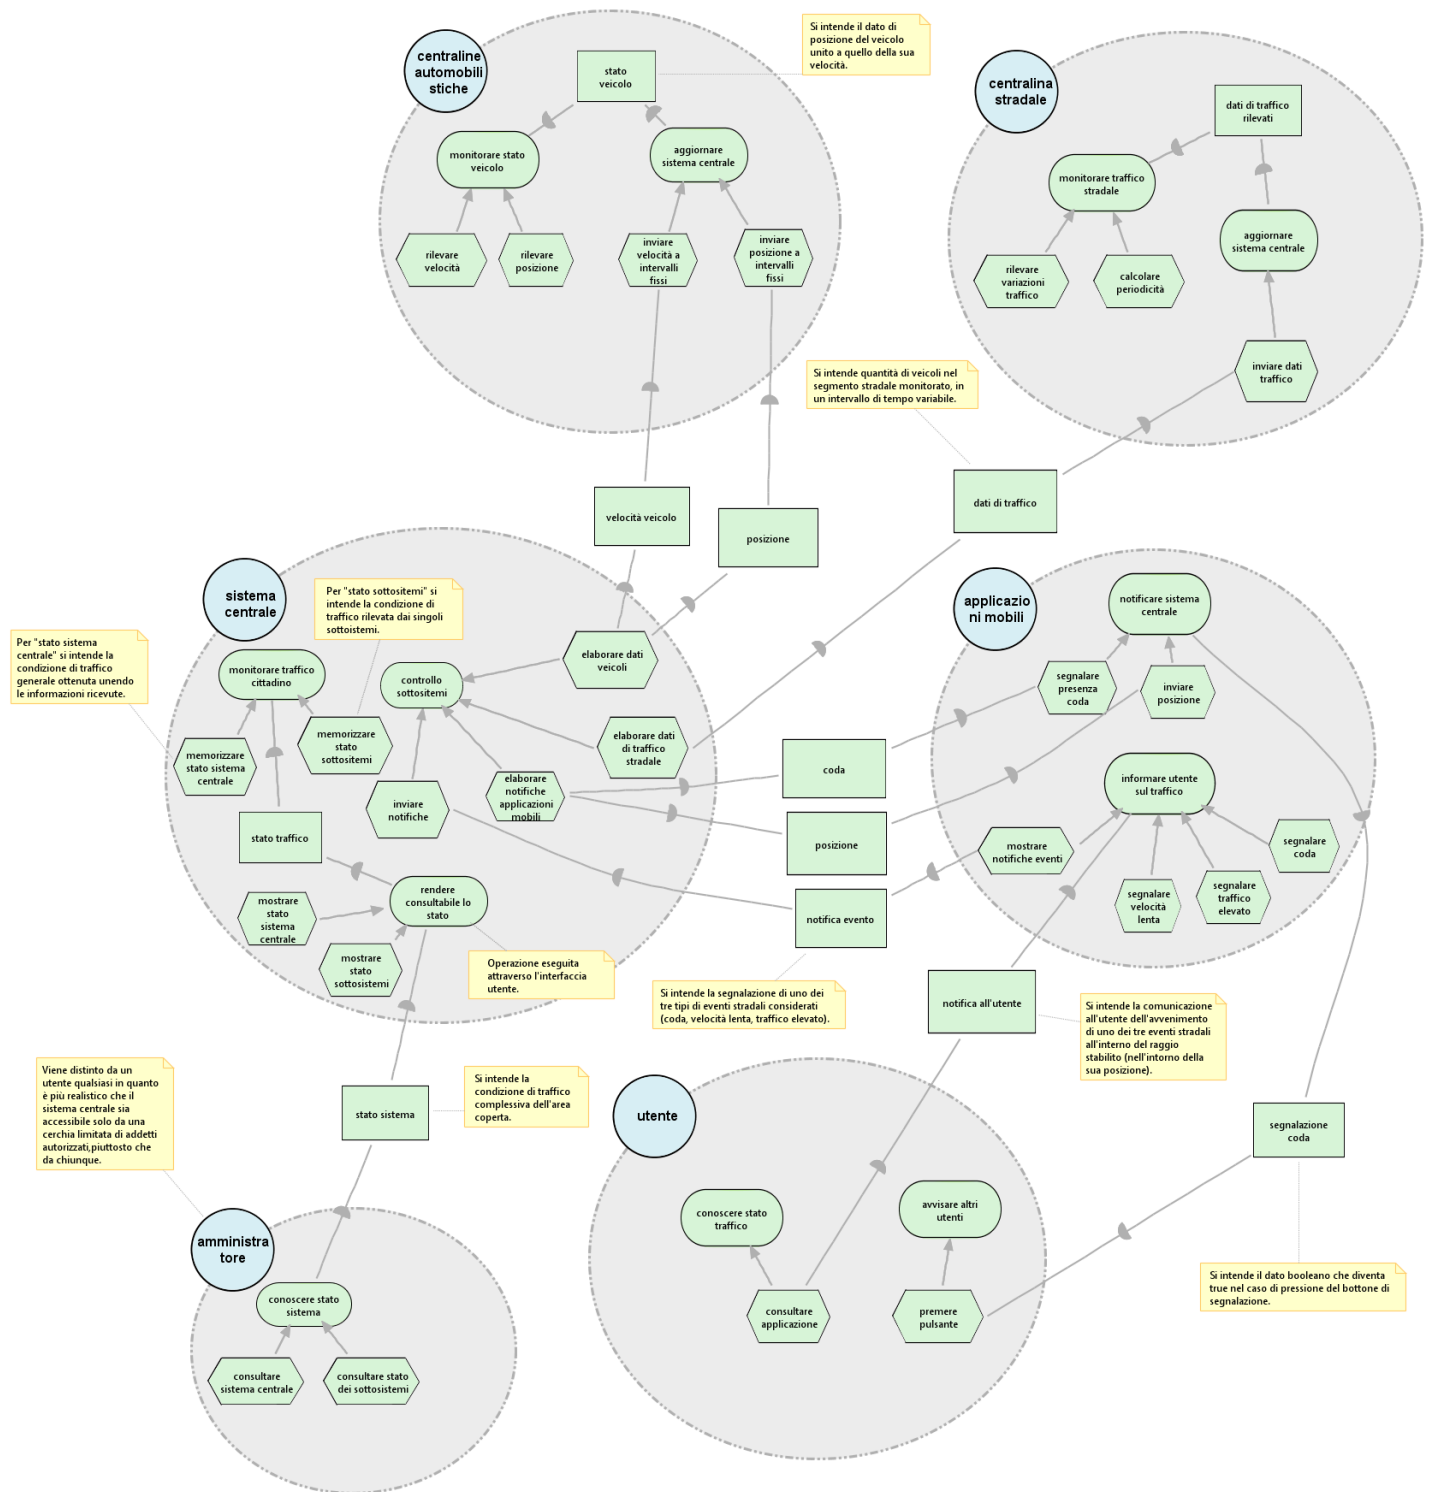 centraline
automobili
stiche
stato
veicolo
Si intende il dato di
posizione del veicolo
unito a quello della sua
velocità.
monitorare stato
veicolo
aggiornare
sistema centrale
rilevare
velocità
rilevare
posizione
inviare
velocità a
intervalli
fissi
inviare
posizione a
intervalli
fissi
centralina
stradale
dati di traffico
rilevati
monitorare traffico
stradale
aggiornare
sistema centrale
rilevare
variazioni
traffico
calcolare
periodicità
inviare dati
traffico
Si intende quantità di veicoli nel
segmento stradale monitorato, in
un intervallo di tempo variabile.
velocità veicolo
posizione
dati di traffico
sistema
centrale
Per "stato sottositemi" si
intende la condizione di
traffico rilevata dai singoli
sottoistemi.
Per "stato sistema
centrale" si intende la
condizione di traffico
generale ottenuta unendo
le informazioni ricevute.
monitorare traffico
cittadino
controllo
sottositemi
elaborare dati
veicoli
memorizzare
stato sistema
centrale
memorizzare
stato
sottositemi
elaborare dati
di traffico
stradale
inviare
notifiche
elaborare
notifiche
applicazioni
mobili
stato traffico
rendere
consultabile lo
stato
mostrare
stato
sistema
centrale
mostrare
stato
sottosistemi
Operazione eseguita
attraverso l'interfaccia
utente.
coda
posizione
notifica evento
Si intende la segnalazione di uno dei
tre tipi di eventi stradali considerati
(coda, velocità lenta, traffico elevato).
applicazio
ni mobili
notificare sistema
centrale
segnalare
presenza
coda
inviare
posizione
informare utente
sul traffico
mostrare
notifiche eventi
segnalare
velocità
lenta
segnalare
traffico
elevato
segnalare
coda
notifica all'utente
Si intende la comunicazione
all'utente dell'avvenimento
di uno dei tre eventi stradali
all'interno del raggio
stabilito (nell'intorno della
sua posizione).
Viene distinto da un
utente qualsiasi in quanto
è più realistico che il
sistema centrale sia
accessibile solo da una
cerchia limitata di addetti
autorizzati,piuttosto che
da chiunque.
stato sistema
Si intende la
condizione di traffico
complessiva dell'area
coperta.
utente
segnalazione
coda
conoscere stato
traffico
avvisare altri
utenti
consultare
applicazione
premere
pulsante
Si intende il dato booleano che diventa
true nel caso di pressione del bottone di
segnalazione.
amministra
tore
conoscere stato
sistema
consultare
sistema centrale
consultare stato
dei sottosistemi